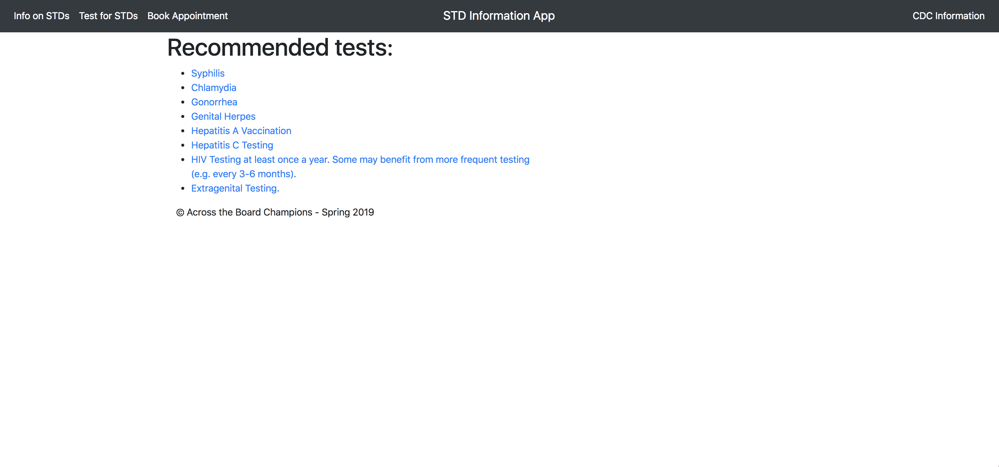 Info on STDs Test for STDs Book Appointment STD Information App CDC Information
Recommended tests:
• Syphilis
• Chlamydia
• Gonorrhea
• Genital Herpes
• Hepatitis A Vaccination
• Hepatitis C Testing
• HIV Testing at least once a year. Some may benefit from more frequent testing
(e.g. every 3-6 months).
• Extragenital Testing.
© Across the Board Champions - Spring 2019